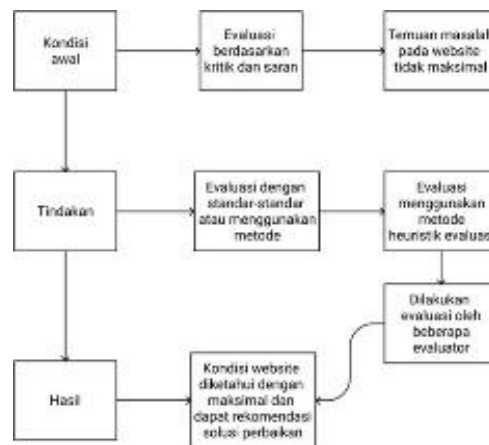 Kondisi
awal
Evaluasi
berdasarkan
kritik dan saran
Temuan masalah
pada website
tidak maksimal
Tindakan
Evaluasi dengan
standar-standar
atau menggunakan
metode
Evaluasi
menggunakan
metode
heuristik evaluasi
Dilakukan
evaluasi oleh
beberapa
evaluator
Hasil
Kondisi website
diketahui dengan
maksimal dan
dapat rekomendasi
solusi perbaikan